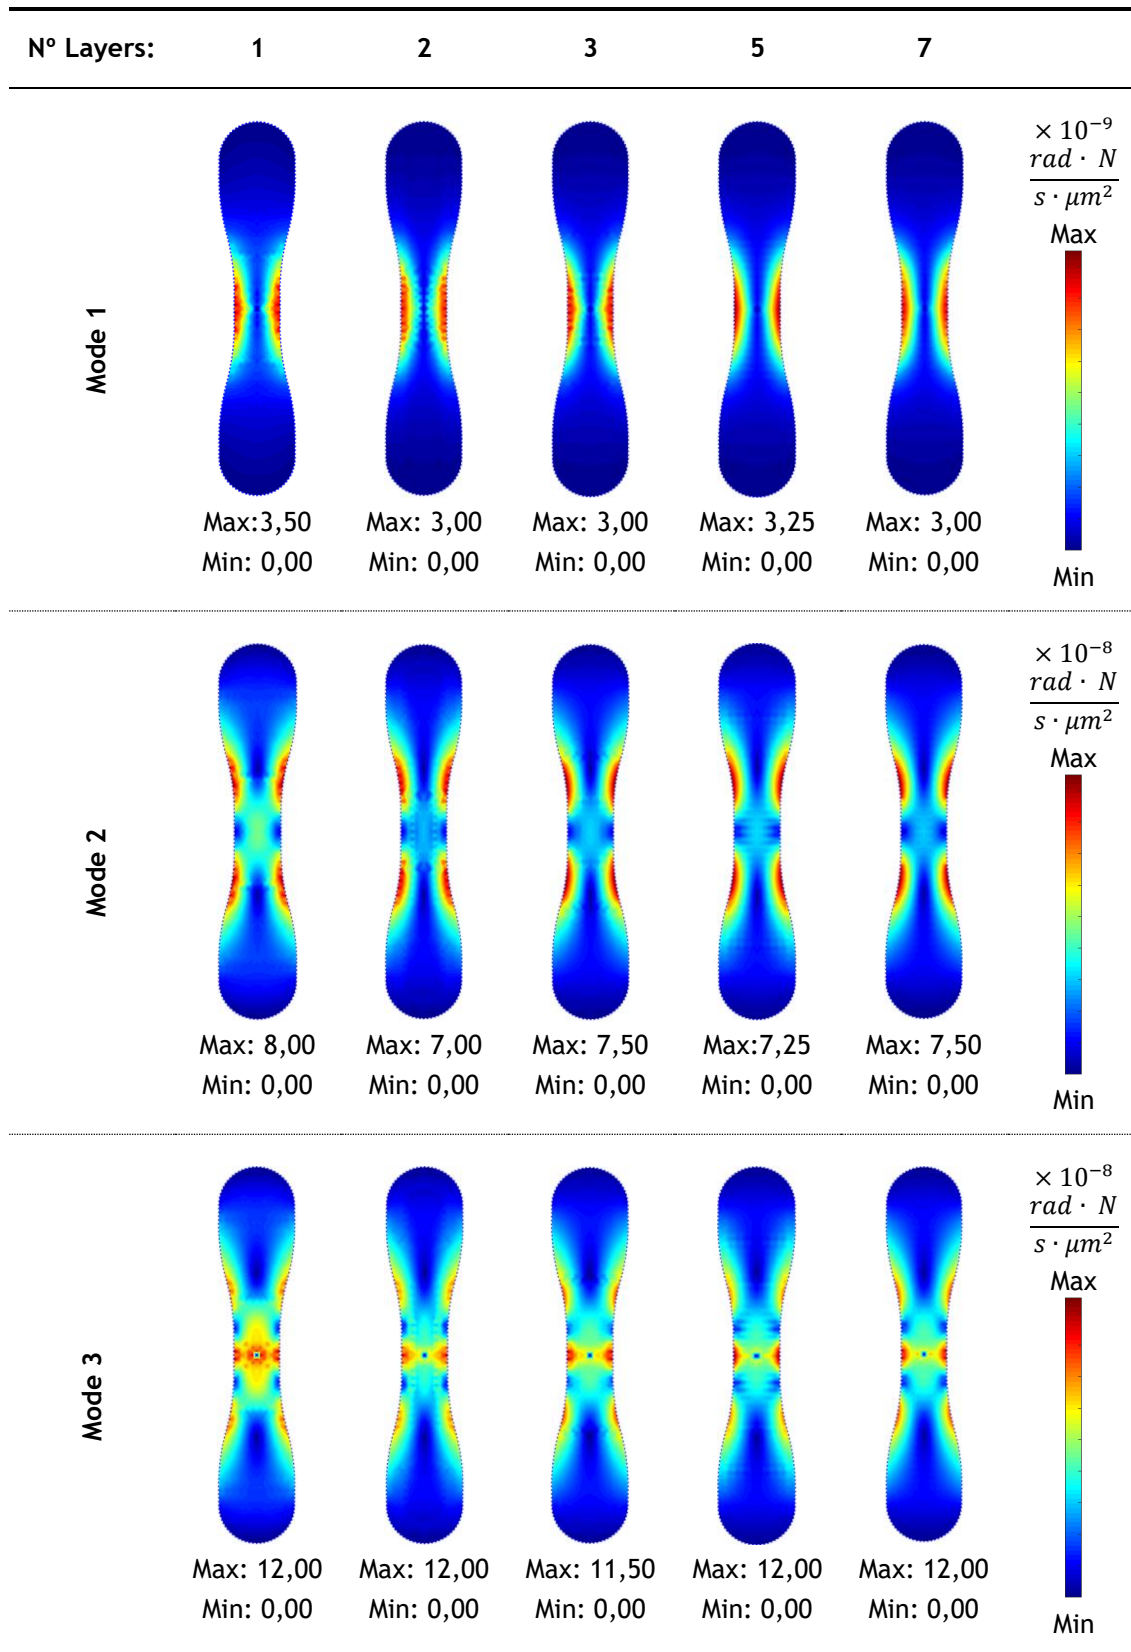 Nº Layers: 1 2 3 5 7
× 10⁻⁹
rad · N
s · μm²
Max
Mode 1
Min
Max:3,50 Max: 3,00 Max: 3,00 Max: 3,25 Max: 3,00
Min: 0,00 Min: 0,00 Min: 0,00 Min: 0,00 Min: 0,00
× 10⁻⁸
rad · N
s · μm²
Max
Mode 2
Max: 8,00 Max: 7,00 Max: 7,50 Max:7,25 Max: 7,50
Min: 0,00 Min: 0,00 Min: 0,00 Min: 0,00 Min: 0,00
Min
× 10⁻⁸
rad · N
s · μm²
Max
Mode 3
Max: 12,00 Max: 12,00 Max: 11,50 Max: 12,00 Max: 12,00
Min: 0,00 Min: 0,00 Min: 0,00 Min: 0,00 Min: 0,00
Min